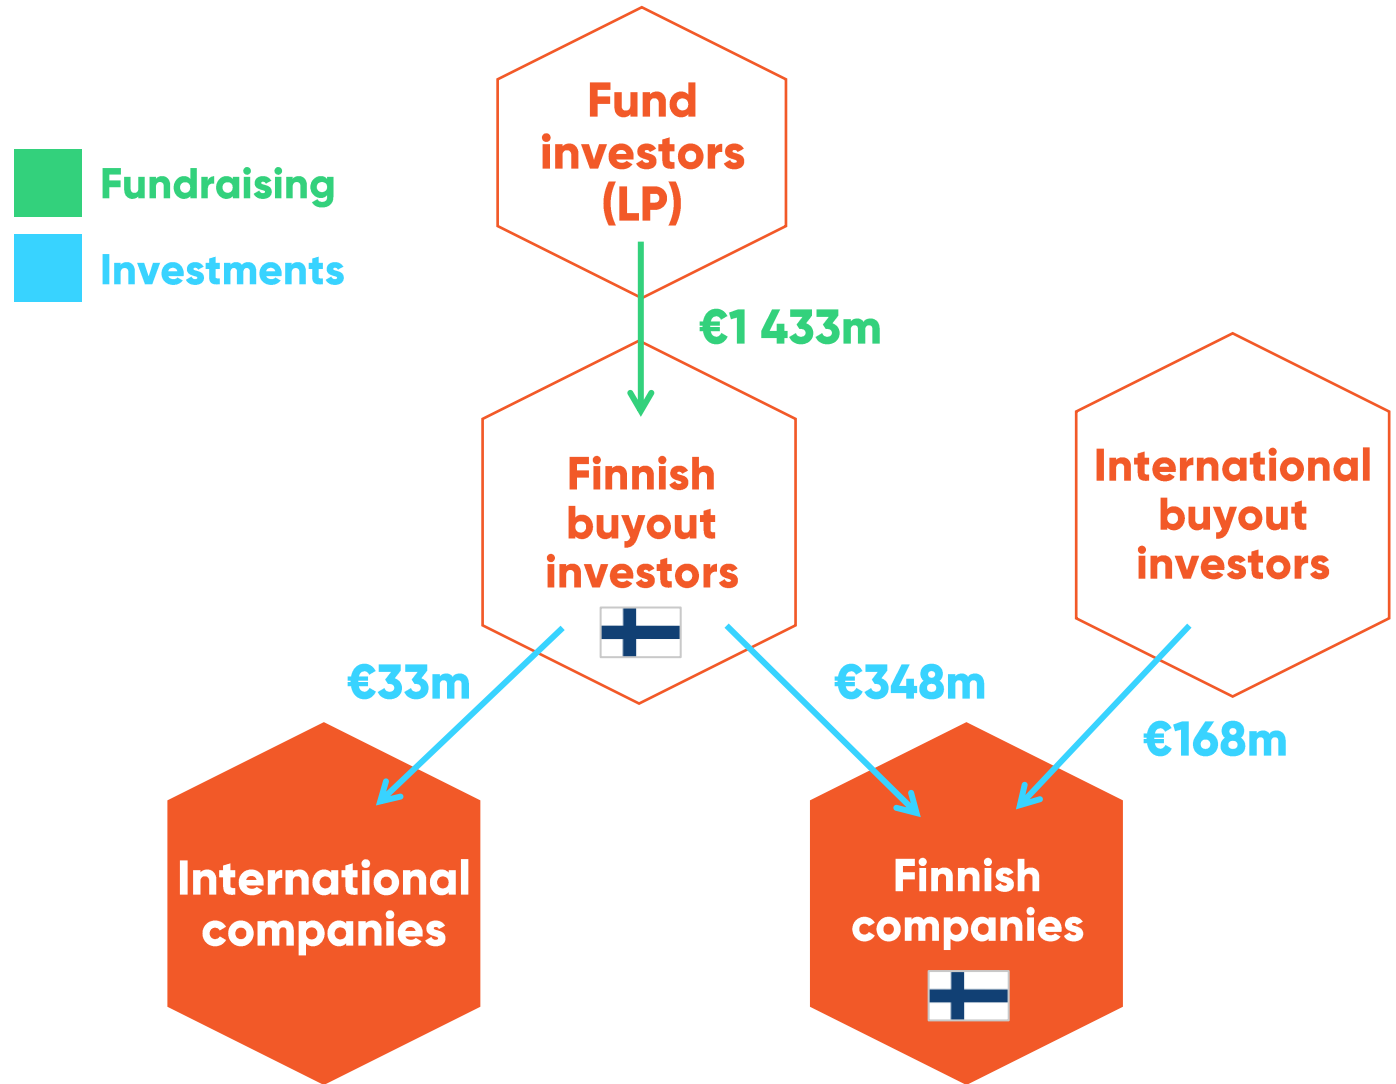 Fund
investors
(LP)
Fundraising
Investments
€1 433m
Finnish
buyout
investors
International
buyout
investors
€33m
€348m
€168m
International
companies
Finnish
companies